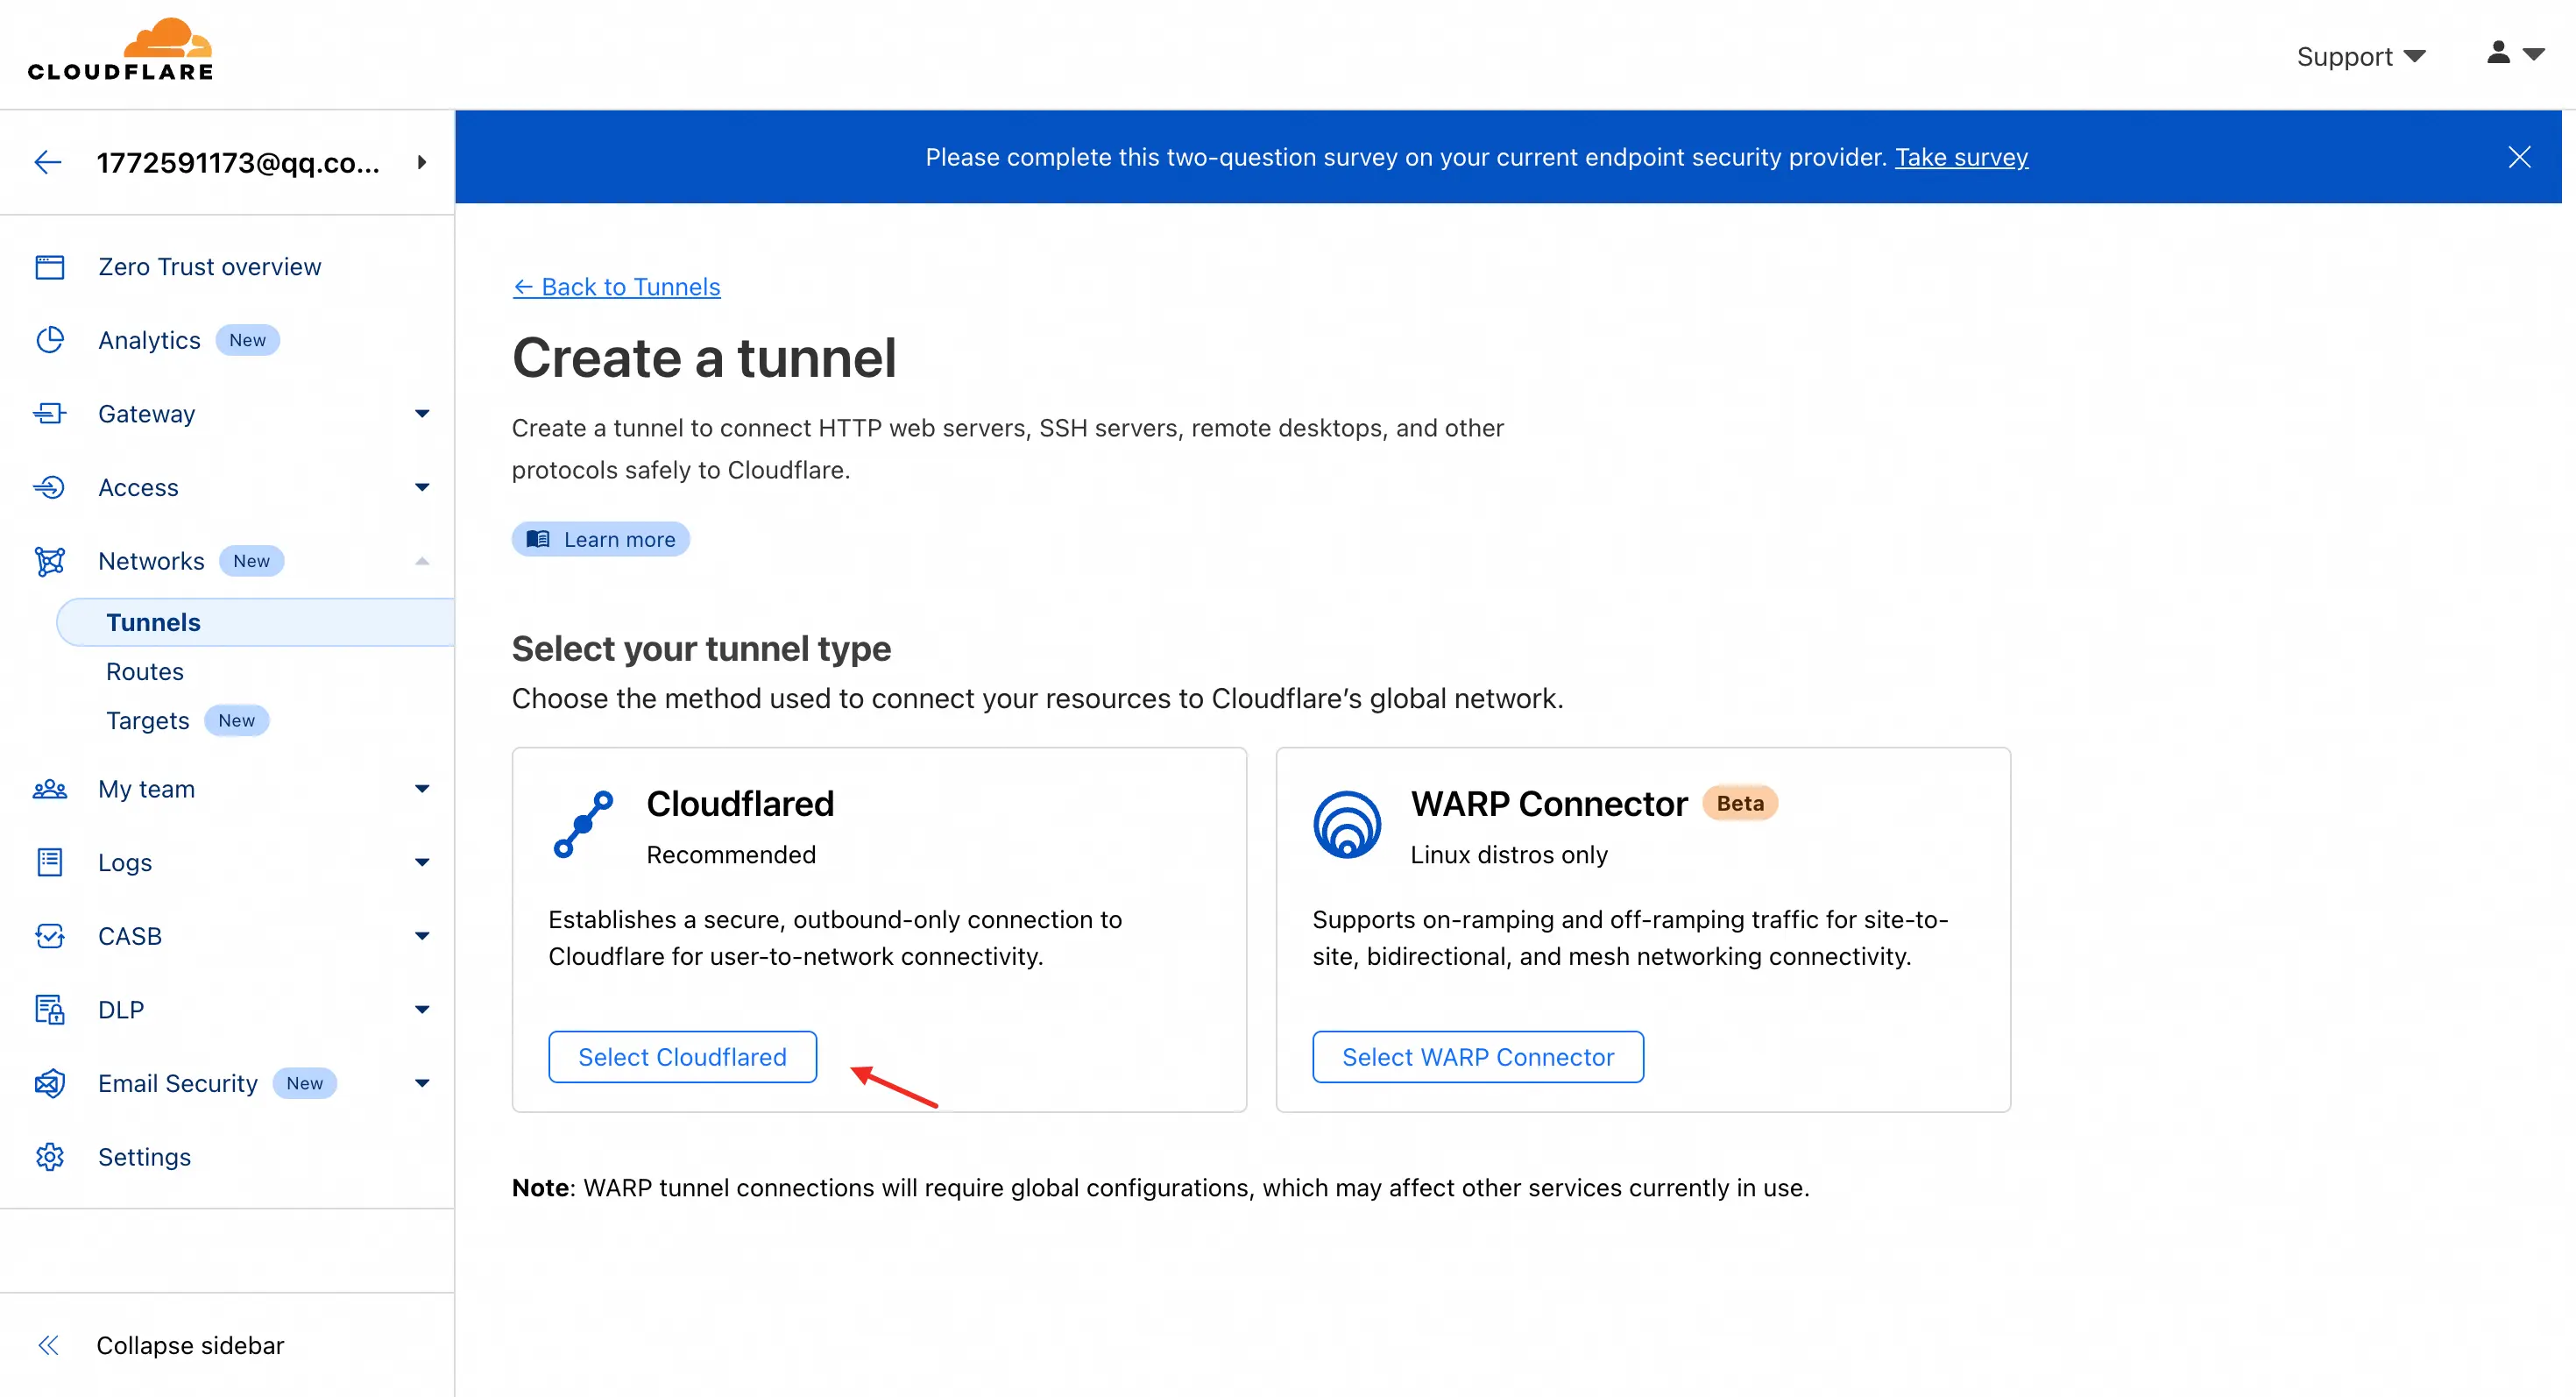 CLOUDFLARE
Support
1772591173@qq.co...
Please complete this two-question survey on your current endpoint security provider. Take survey
Zero Trust overview
Analytics New
Gateway
Access
Networks New
Tunnels
Routes
Targets New
My team
Logs
CASB
DLP
Email Security New
Settings
Collapse sidebar
← Back to Tunnels
Create a tunnel
Create a tunnel to connect HTTP web servers, SSH servers, remote desktops, and other
protocols safely to Cloudflare.
Learn more
Select your tunnel type
Choose the method used to connect your resources to Cloudflare’s global network.
Cloudflared
Recommended
Establishes a secure, outbound-only connection to
Cloudflare for user-to-network connectivity.
Select Cloudflared
WARP Connector Beta
Linux distros only
Supports on-ramping and off-ramping traffic for site-to-
site, bidirectional, and mesh networking connectivity.
Select WARP Connector
Note: WARP tunnel connections will require global configurations, which may affect other services currently in use.